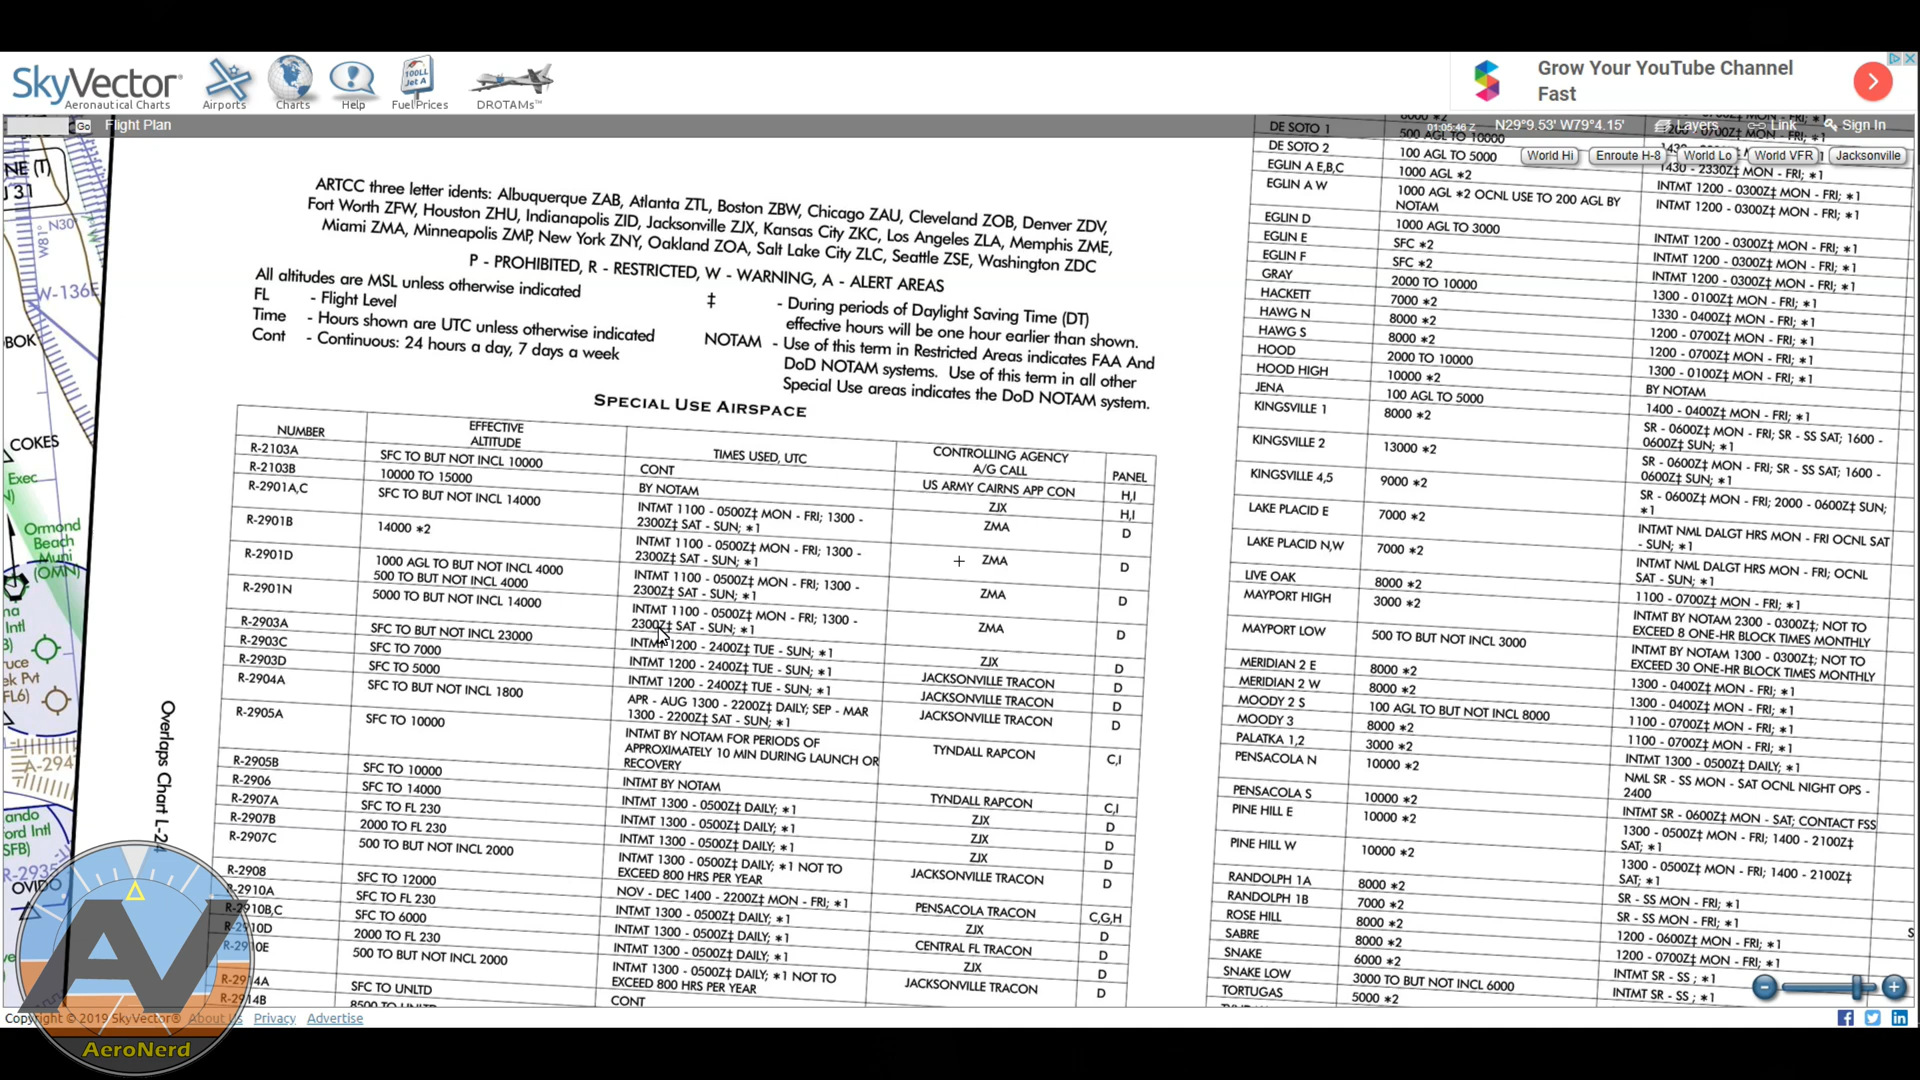 SkyVector®
Aeronautical Charts
Airports
Charts
Help
100LL
Jet A
Fuel Prices
DROTAMs™
Grow Your YouTube Channel
Fast
Go
Flight Plan
01:05:46 Z
N29°9.53' W79°4.15'
Layers
Link
Sign In
World Hi
Enroute H-8
World Lo
World VFR
Jacksonville
NE (T)
J 31
W81°
N30
W-136E
BOK
COKES
Exec
Ormond
Beach
Muni
(OMN)
na
Intl
uce
ek Pvt
FL6)
A-294
ando
ord Intl
SFB)
R-2935
OVIDO
Overlaps Chart L-24
ARTCC three letter idents: Albuquerque ZAB, Atlanta ZTL, Boston ZBW, Chicago ZAU, Cleveland ZOB, Denver ZDV,
Fort Worth ZFW, Houston ZHU, Indianapolis ZID, Jacksonville ZJX, Kansas City ZKC, Los Angeles ZLA, Memphis ZME,
Miami ZMA, Minneapolis ZMP, New York ZNY, Oakland ZOA, Salt Lake City ZLC, Seattle ZSE, Washington ZDC
P - PROHIBITED, R - RESTRICTED, W - WARNING, A - ALERT AREAS
All altitudes are MSL unless otherwise indicated
FL - Flight Level
Time - Hours shown are UTC unless otherwise indicated
Cont - Continuous: 24 hours a day, 7 days a week
‡ - During periods of Daylight Saving Time (DT)
effective hours will be one hour earlier than shown.
NOTAM - Use of this term in Restricted Areas indicates FAA And
DoD NOTAM systems. Use of this term in all other
Special Use areas indicates the DoD NOTAM system.
SPECIAL USE AIRSPACE
NUMBER EFFECTIVE ALTITUDE TIMES USED, UTC CONTROLLING AGENCY A/G CALL PANEL
R-2103A SFC TO BUT NOT INCL 10000 CONT US ARMY CAIRNS APP CON H,I
R-2103B 10000 TO 15000 BY NOTAM ZJX H,I
R-2901A,C SFC TO BUT NOT INCL 14000 INTMT 1100 - 0500Z‡ MON - FRI; 1300 -
2300Z‡ SAT - SUN; *1 ZMA D
R-2901B 14000 *2 INTMT 1100 - 0500Z‡ MON - FRI; 1300 -
2300Z‡ SAT - SUN; *1 ZMA D
R-2901D 1000 AGL TO BUT NOT INCL 4000 INTMT 1100 - 0500Z‡ MON - FRI; 1300 -
500 TO BUT NOT INCL 4000 2300Z‡ SAT - SUN; *1 ZMA D
R-2901N 5000 TO BUT NOT INCL 14000 INTMT 1100 - 0500Z‡ MON - FRI; 1300 -
2300Z‡ SAT - SUN; *1 ZMA D
R-2903A SFC TO BUT NOT INCL 23000 INTMT 1200 - 2400Z‡ TUE - SUN; *1 ZJX D
R-2903C SFC TO 7000 INTMT 1200 - 2400Z‡ TUE - SUN; *1 JACKSONVILLE TRACON D
R-2903D SFC TO 5000 INTMT 1200 - 2400Z‡ TUE - SUN; *1 JACKSONVILLE TRACON D
R-2904A SFC TO BUT NOT INCL 1800 APR - AUG 1300 - 2200Z‡ DAILY; SEP - MAR
1300 - 2200Z‡ SAT - SUN; *1 JACKSONVILLE TRACON D
R-2905A SFC TO 10000 INTMT BY NOTAM FOR PERIODS OF
APPROXIMATELY 10 MIN DURING LAUNCH OR
RECOVERY TYNDALL RAPCON C,I
R-2905B SFC TO 10000 INTMT BY NOTAM TYNDALL RAPCON C,I
R-2906 SFC TO 14000 INTMT 1300 - 0500Z‡ DAILY; *1 ZJX D
R-2907A SFC TO FL 230 INTMT 1300 - 0500Z‡ DAILY; *1 ZJX D
R-2907B 2000 TO FL 230 INTMT 1300 - 0500Z‡ DAILY; *1 ZJX D
R-2907C 500 TO BUT NOT INCL 2000 INTMT 1300 - 0500Z‡ DAILY; *1 NOT TO
EXCEED 800 HRS PER YEAR JACKSONVILLE TRACON D
R-2908 SFC TO 12000 NOV - DEC 1400 - 2200Z‡ MON - FRI; *1 PENSACOLA TRACON C,G,H
R-2910A SFC TO FL 230 INTMT 1300 - 0500Z‡ DAILY; *1 ZJX D
R-2910B,C SFC TO 6000 INTMT 1300 - 0500Z‡ DAILY; *1 CENTRAL FL TRACON D
R-2910D 2000 TO FL 230 INTMT 1300 - 0500Z‡ DAILY; *1 ZJX D
R-2910E 500 TO BUT NOT INCL 2000 INTMT 1300 - 0500Z‡ DAILY; *1 NOT TO
EXCEED 800 HRS PER YEAR JACKSONVILLE TRACON D
R-2914A SFC TO UNLTD CONT
R-2914B 8500 TO UNLTD
DE SOTO 1 500 AGL TO 10000
DE SOTO 2 100 AGL TO 5000
EGLIN A E,B,C 1000 AGL *2 1430 - 2330Z‡ MON - FRI; *1
EGLIN A W 1000 AGL *2 OCNL USE TO 200 AGL BY
NOTAM INTMT 1200 - 0300Z‡ MON - FRI; *1
INTMT 1200 - 0300Z‡ MON - FRI; *1
EGLIN D 1000 AGL TO 3000
EGLIN E SFC *2 INTMT 1200 - 0300Z‡ MON - FRI; *1
EGLIN F SFC *2 INTMT 1200 - 0300Z‡ MON - FRI; *1
GRAY 2000 TO 10000 INTMT 1200 - 0300Z‡ MON - FRI; *1
HACKETT 7000 *2 1300 - 0100Z‡ MON - FRI; *1
HAWG N 8000 *2 1330 - 0400Z‡ MON - FRI; *1
HAWG S 8000 *2 1200 - 0700Z‡ MON - FRI; *1
HOOD 2000 TO 10000 1200 - 0700Z‡ MON - FRI; *1
HOOD HIGH 10000 *2 1300 - 0100Z‡ MON - FRI; *1
JENA 100 AGL TO 5000 BY NOTAM
KINGSVILLE 1 8000 *2 1400 - 0400Z‡ MON - FRI; *1
SR - 0600Z‡ MON - FRI; SR - SS SAT; 1600 -
0600Z‡ SUN; *1
KINGSVILLE 2 13000 *2 SR - 0600Z‡ MON - FRI; SR - SS SAT; 1600 -
0600Z‡ SUN; *1
KINGSVILLE 4,5 9000 *2 SR - 0600Z‡ MON - FRI; 2000 - 0600Z‡ SUN;
*1
LAKE PLACID E 7000 *2 INTMT NML DALGT HRS MON - FRI OCNL SAT
- SUN; *1
LAKE PLACID N,W 7000 *2 INTMT NML DALGT HRS MON - FRI; OCNL
SAT - SUN; *1
LIVE OAK 8000 *2 1100 - 0700Z‡ MON - FRI; *1
MAYPORT HIGH 3000 *2 INTMT BY NOTAM 2300 - 0300Z‡; NOT TO
EXCEED 8 ONE-HR BLOCK TIMES MONTHLY
MAYPORT LOW 500 TO BUT NOT INCL 3000 INTMT BY NOTAM 1300 - 0300Z‡; NOT TO
EXCEED 30 ONE-HR BLOCK TIMES MONTHLY
MERIDIAN 2 E 8000 *2 1300 - 0400Z‡ MON - FRI; *1
MERIDIAN 2 W 8000 *2 1300 - 0400Z‡ MON - FRI; *1
MOODY 2 S 100 AGL TO BUT NOT INCL 8000 1100 - 0700Z‡ MON - FRI; *1
MOODY 3 8000 *2 1100 - 0700Z‡ MON - FRI; *1
PALATKA 1,2 3000 *2 INTMT 1300 - 0500Z‡ DAILY; *1
PENSACOLA N 10000 *2 NML SR - SS MON - SAT OCNL NIGHT OPS -
2400
PENSACOLA S 10000 *2 INTMT SR - 0600Z‡ MON - SAT; CONTACT FSS
PINE HILL E 10000 *2 1300 - 0500Z‡ MON - FRI; 1400 - 2100Z‡
SAT; *1
PINE HILL W 10000 *2 1300 - 0500Z‡ MON - FRI; 1400 - 2100Z‡
SAT; *1
RANDOLPH 1A 8000 *2 SR - SS MON - FRI; *1
RANDOLPH 1B 7000 *2 SR - SS MON - FRI; *1
ROSE HILL 8000 *2 1200 - 0600Z‡ MON - FRI; *1
SABRE 8000 *2 1200 - 0700Z‡ MON - FRI; *1
SNAKE 6000 *2 INTMT SR - SS ; *1
SNAKE LOW 3000 TO BUT NOT INCL 6000 INTMT SR - SS ; *1
TORTUGAS 5000 *2
Copyright © 2019 SkyVector® About Us Privacy Advertise
AV
AeroNerd